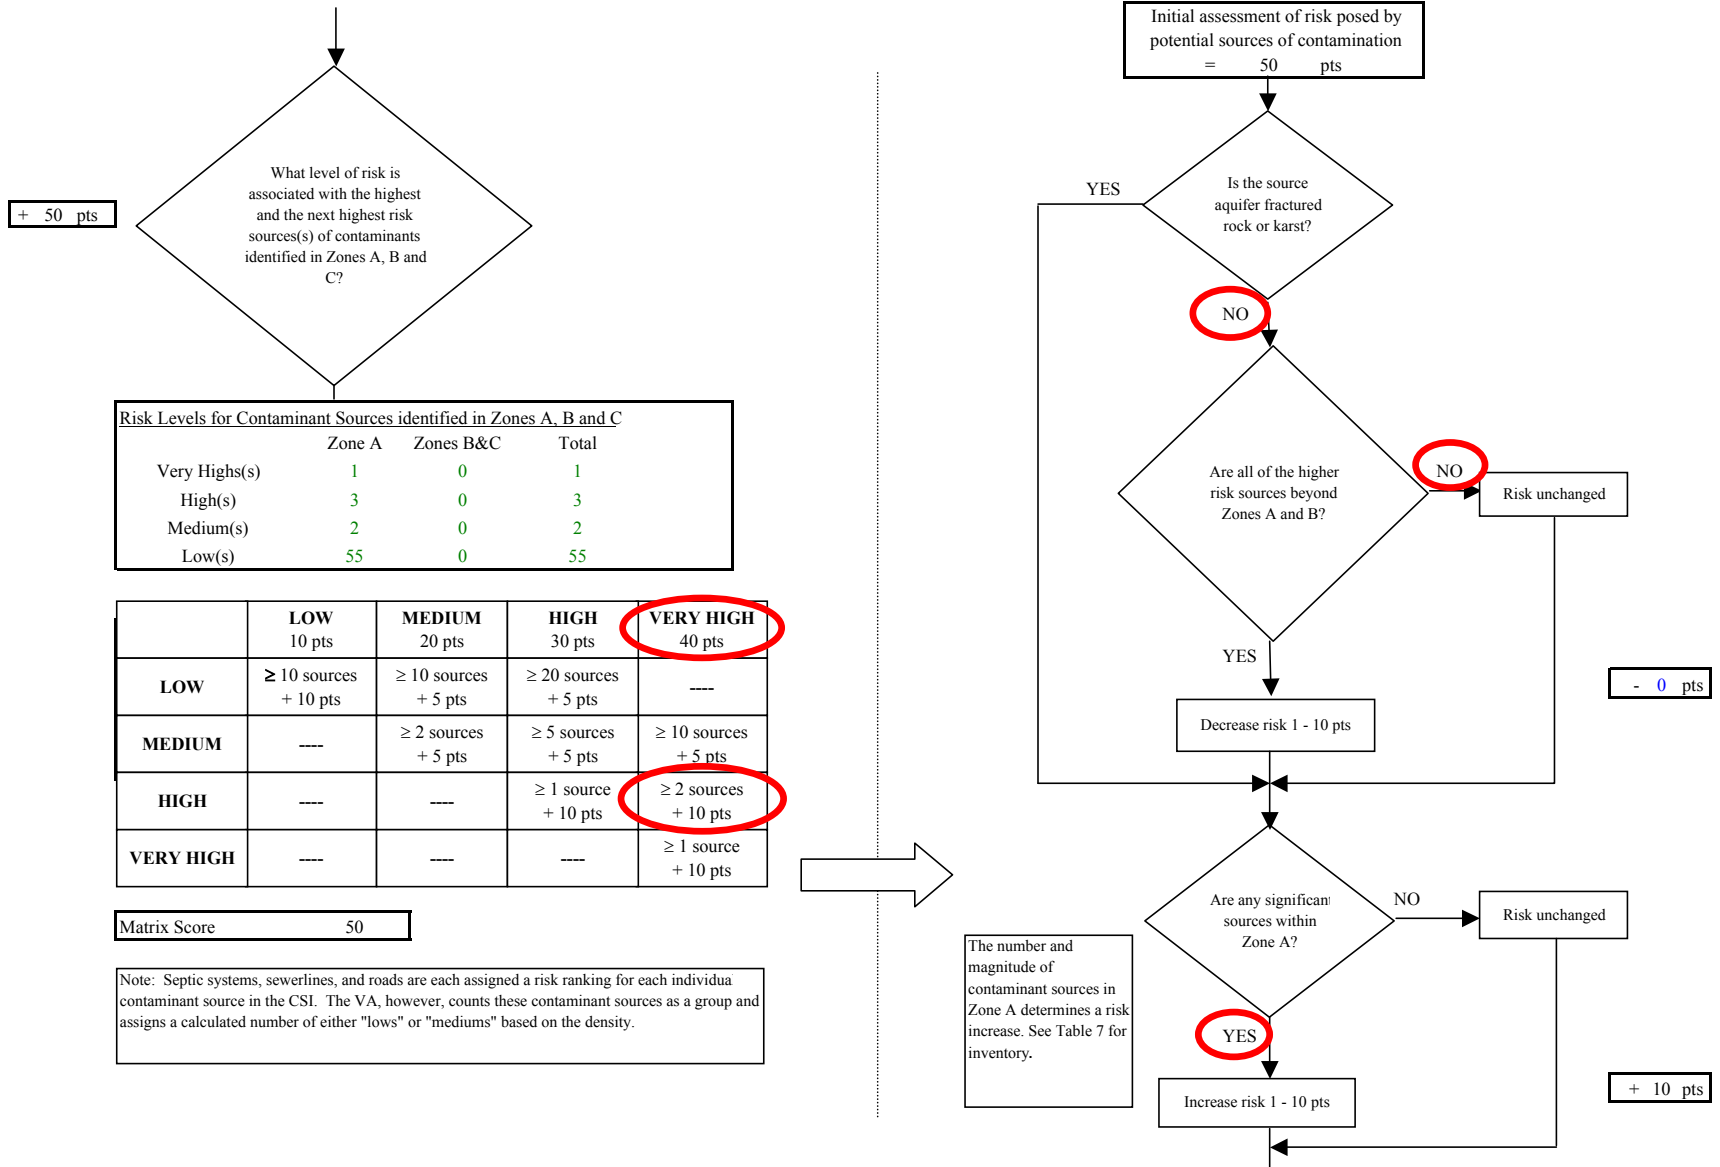 + 50 pts
What level of risk is
associated with the highest
and the next highest risk
sources(s) of contaminants
identified in Zones A, B and
C?
Risk Levels for Contaminant Sources identified in Zones A, B and C
Zone A Zones B&C Total
Very Highs(s) 1 0 1
High(s) 3 0 3
Medium(s) 2 0 2
Low(s) 55 0 55
LOW MEDIUM HIGH VERY HIGH
10 pts 20 pts 30 pts 40 pts
LOW ≥ 10 sources ≥ 10 sources ≥ 20 sources ----
+ 10 pts + 5 pts + 5 pts
MEDIUM ---- ≥ 2 sources ≥ 5 sources ≥ 10 sources
+ 5 pts + 5 pts + 5 pts
HIGH ---- ---- ≥ 1 source ≥ 2 sources
+ 10 pts + 10 pts
VERY HIGH ---- ---- ---- ≥ 1 source
+ 10 pts
Matrix Score 50
Note: Septic systems, sewerlines, and roads are each assigned a risk ranking for each individua
contaminant source in the CSI. The VA, however, counts these contaminant sources as a group and
assigns a calculated number of either "lows" or "mediums" based on the density.
Initial assessment of risk posed by
potential sources of contamination
= 50 pts
Is the source
aquifer fractured
rock or karst?
YES
NO
Are all of the higher
risk sources beyond
Zones A and B?
NO
Risk unchanged
YES
Decrease risk 1 - 10 pts
- 0 pts
Are any significant
sources within
Zone A?
NO
Risk unchanged
The number and
magnitude of
contaminant sources in
Zone A determines a risk
increase. See Table 7 for
inventory.
YES
Increase risk 1 - 10 pts
+ 10 pts